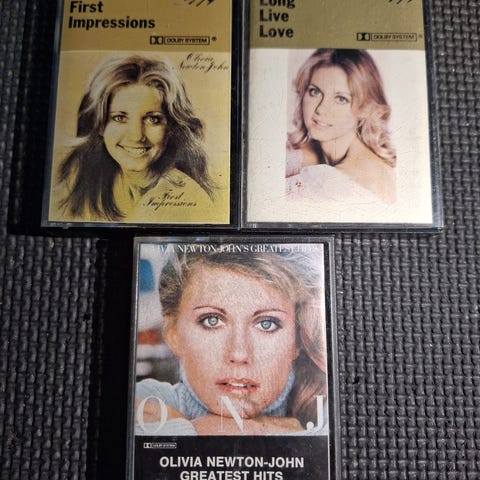 First
Impressions
DOLBY SYSTEM
Olivia
Newton-John
First
Impressions
Long
Live
Love
DOLBY SYSTEM
OLIVIA NEWTON-JOHN'S GREATEST HITS
O N J
DOLBY SYSTEM
OLIVIA NEWTON-JOHN
GREATEST HITS